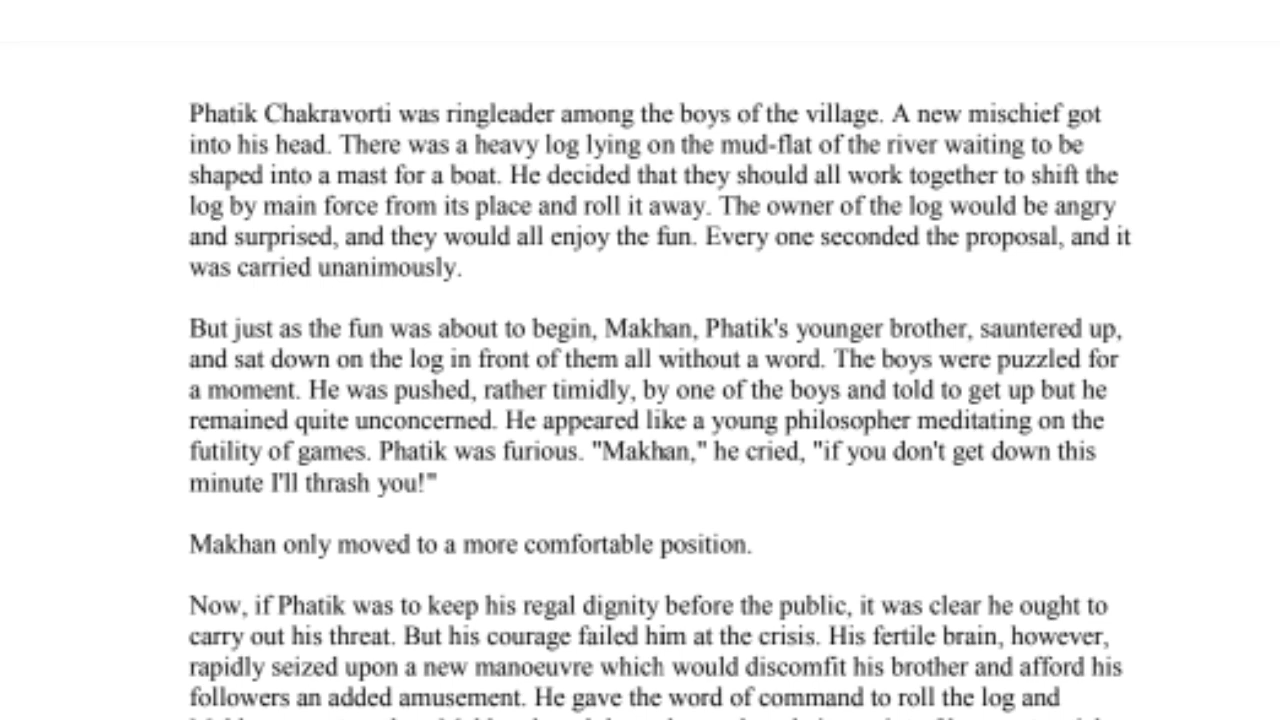 Phatik Chakravorti was ringleader among the boys of the village. A new mischief got
into his head. There was a heavy log lying on the mud-flat of the river waiting to be
shaped into a mast for a boat. He decided that they should all work together to shift the
log by main force from its place and roll it away. The owner of the log would be angry
and surprised, and they would all enjoy the fun. Every one seconded the proposal, and it
was carried unanimously.
But just as the fun was about to begin, Makhan, Phatik's younger brother, sauntered up,
and sat down on the log in front of them all without a word. The boys were puzzled for
a moment. He was pushed, rather timidly, by one of the boys and told to get up but he
remained quite unconcerned. He appeared like a young philosopher meditating on the
futility of games. Phatik was furious. "Makhan," he cried, "if you don't get down this
minute I'll thrash you!"
Makhan only moved to a more comfortable position.
Now, if Phatik was to keep his regal dignity before the public, it was clear he ought to
carry out his threat. But his courage failed him at the crisis. His fertile brain, however,
rapidly seized upon a new manoeuvre which would discomfit his brother and afford his
followers an added amusement. He gave the word of command to roll the log and